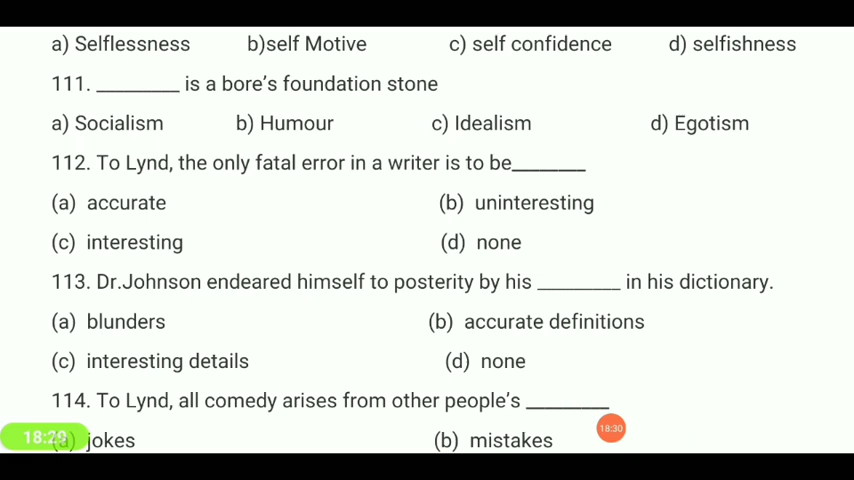 a) Selflessness b)self Motive c) self confidence d) selfishness
111. ________ is a bore's foundation stone
a) Socialism b) Humour c) Idealism d) Egotism
112. To Lynd, the only fatal error in a writer is to be_______
(a) accurate (b) uninteresting
(c) interesting (d) none
113. Dr.Johnson endeared himself to posterity by his ________ in his dictionary.
(a) blunders (b) accurate definitions
(c) interesting details (d) none
114. To Lynd, all comedy arises from other people's ________
18:30
18:29 (a) jokes (b) mistakes